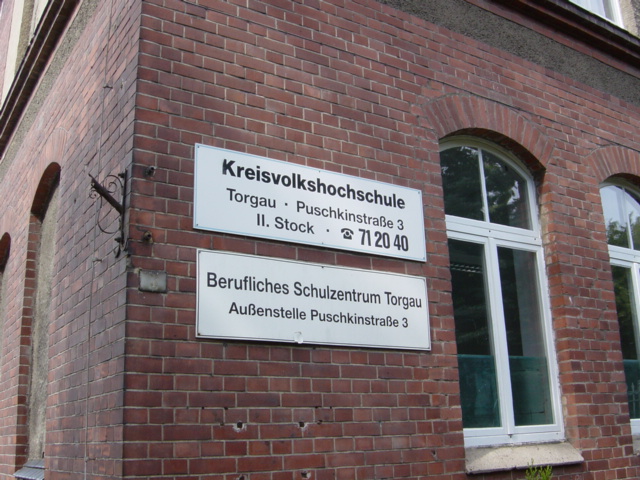 Kreisvolkshochschule
Torgau · Puschkinstraße 3
II. Stock · ☎ 71 20 40
Berufliches Schulzentrum Torgau
Außenstelle Puschkinstraße 3